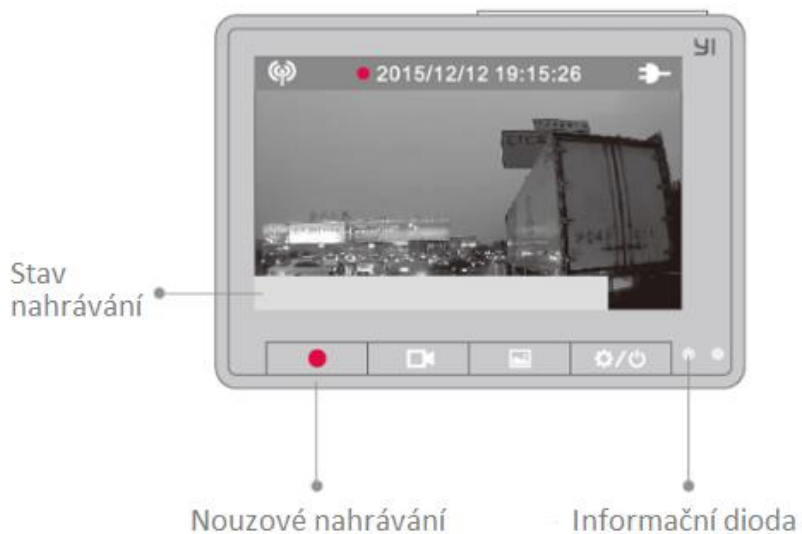 YI
2015/12/12 19:15:26
Stav
nahrávání
Nouzové nahrávání
Informační dioda